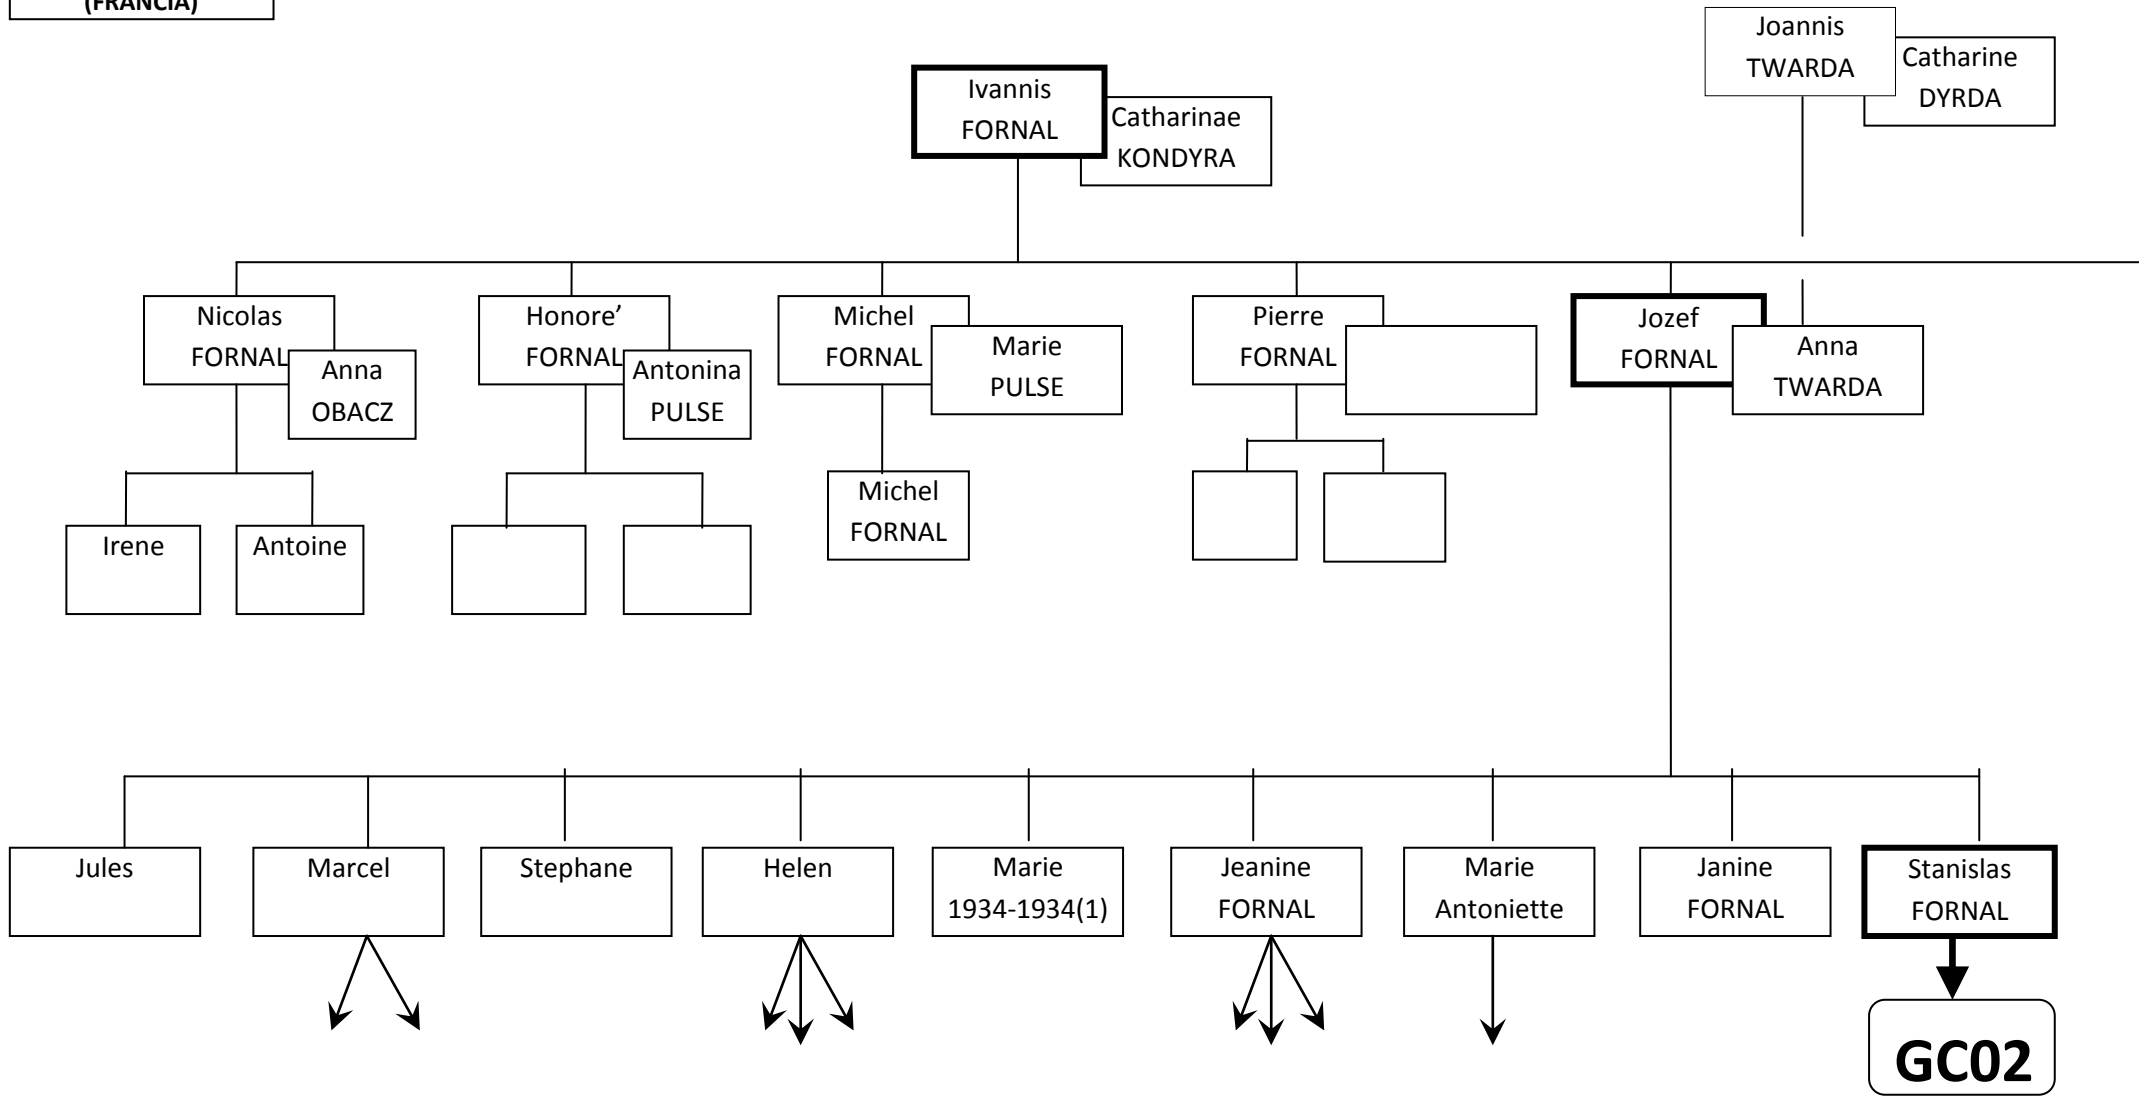 (FRANCIA)
Joannis
TWARDA
Catharine
DYRDA
Ivannis
FORNAL
Catharinae
KONDYRA
Nicolas
FORNAL
Anna
OBACZ
Honore’
FORNAL
Antonina
PULSE
Michel
FORNAL
Marie
PULSE
Pierre
FORNAL
Jozef
FORNAL
Anna
TWARDA
Irene
Antoine
Michel
FORNAL
Jules
Marcel
Stephane
Helen
Marie
1934-1934(1)
Jeanine
FORNAL
Marie
Antoniette
Janine
FORNAL
Stanislas
FORNAL
GC02